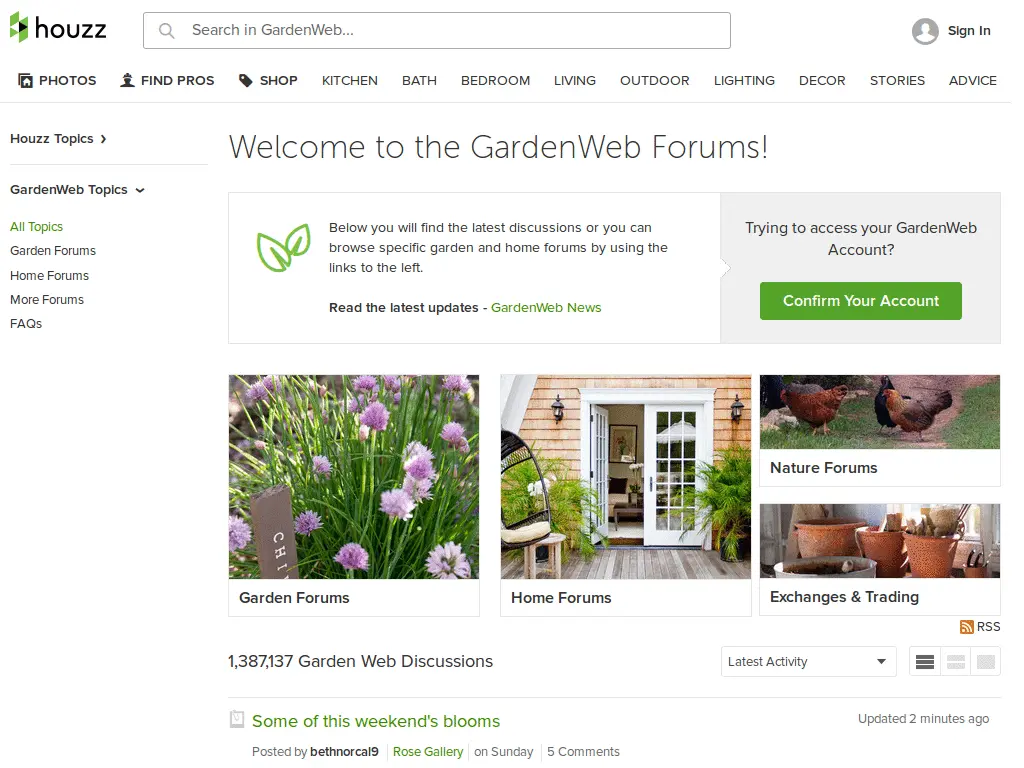 houzz
Search in GardenWeb...
Sign In
PHOTOS FIND PROS SHOP KITCHEN BATH BEDROOM LIVING OUTDOOR LIGHTING DECOR STORIES ADVICE
Houzz Topics
GardenWeb Topics
All Topics
Garden Forums
Home Forums
More Forums
FAQs
Welcome to the GardenWeb Forums!
Below you will find the latest discussions or you can
browse specific garden and home forums by using the
links to the left.
Read the latest updates - GardenWeb News
Trying to access your GardenWeb
Account?
Confirm Your Account
Garden Forums
Home Forums
Nature Forums
Exchanges & Trading
RSS
1,387,137 Garden Web Discussions
Latest Activity
Some of this weekend's blooms
Updated 2 minutes ago
Posted by bethnorcal9 Rose Gallery on Sunday 5 Comments